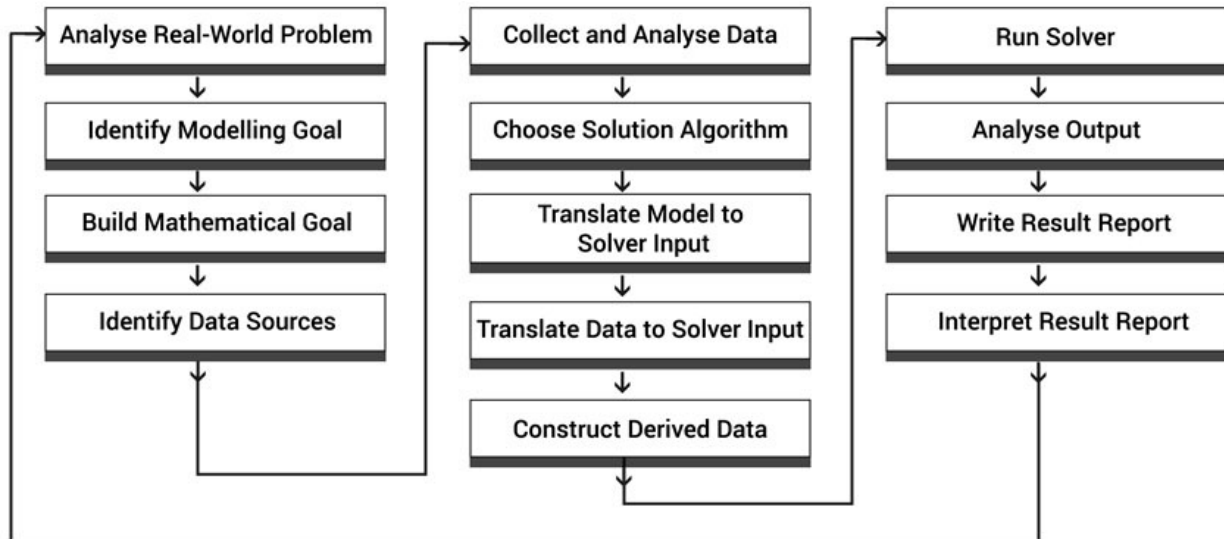 Analyse Real-World Problem
Identify Modelling Goal
Build Mathematical Goal
Identify Data Sources
Collect and Analyse Data
Choose Solution Algorithm
Translate Model to
Solver Input
Translate Data to Solver Input
Construct Derived Data
Run Solver
Analyse Output
Write Result Report
Interpret Result Report